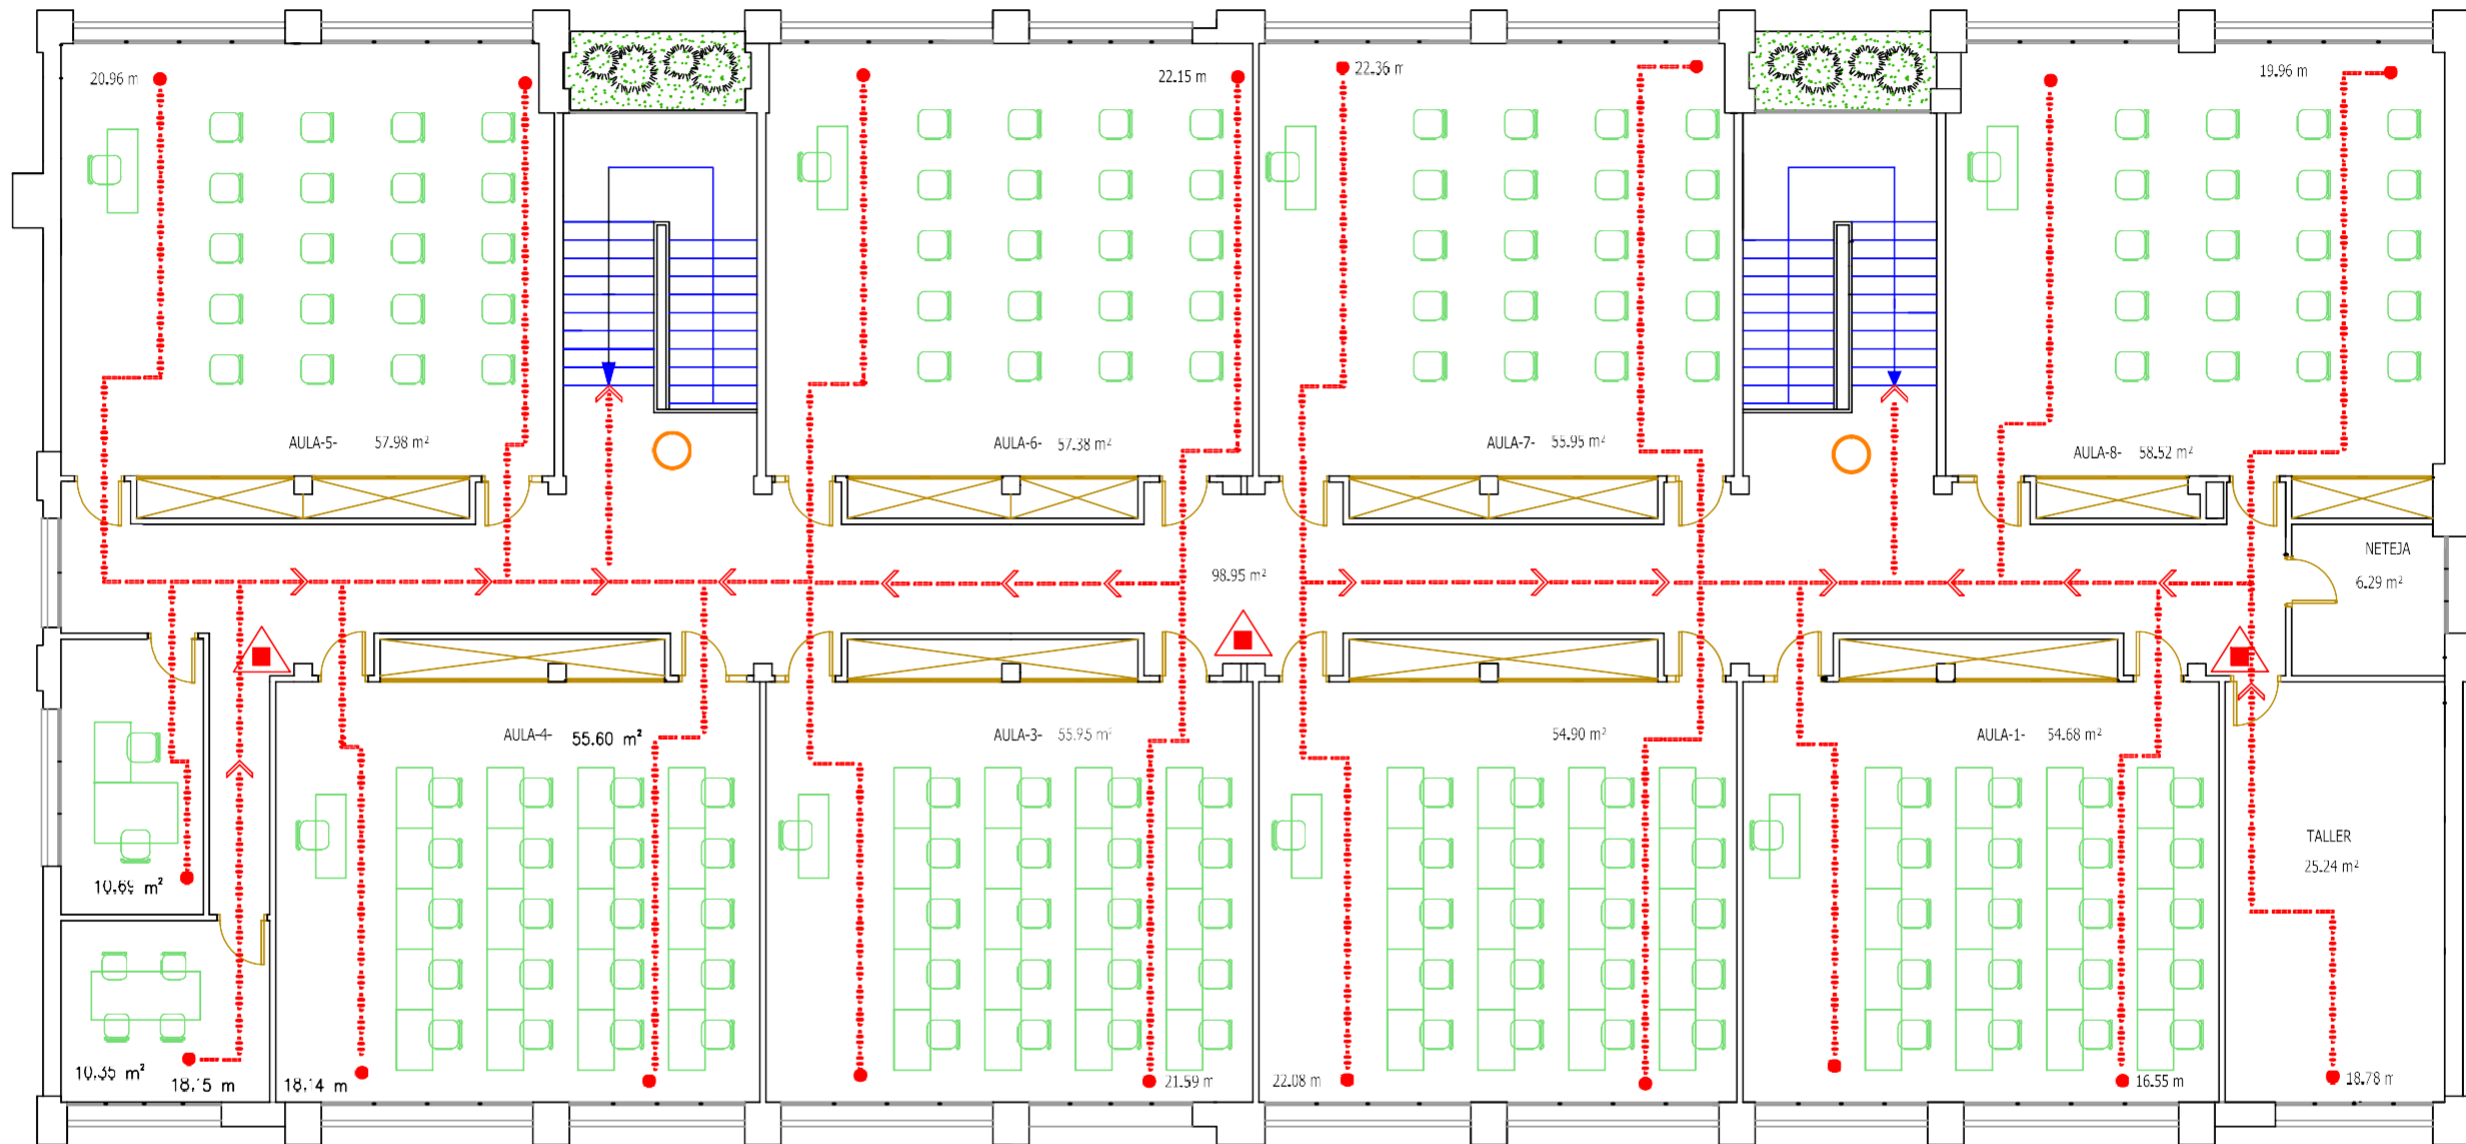 20.96 m
22.15 m
22.36 m
19.96 m
AULA-5- 57.98 m²
AULA-6- 57.38 m²
AULA-7- 55.95 m²
AULA-8- 58.52 m²
98.95 m²
NETEJA
6.29 m²
AULA-4- 55.60 m²
AULA-3- 55.95 m²
54.90 m²
AULA-1- 54.68 m²
TALLER
25.24 m²
10.69 m²
10.35 m²
18.15 m
18.14 m
21.59 m
22.08 m
16.55 m
18.78 m